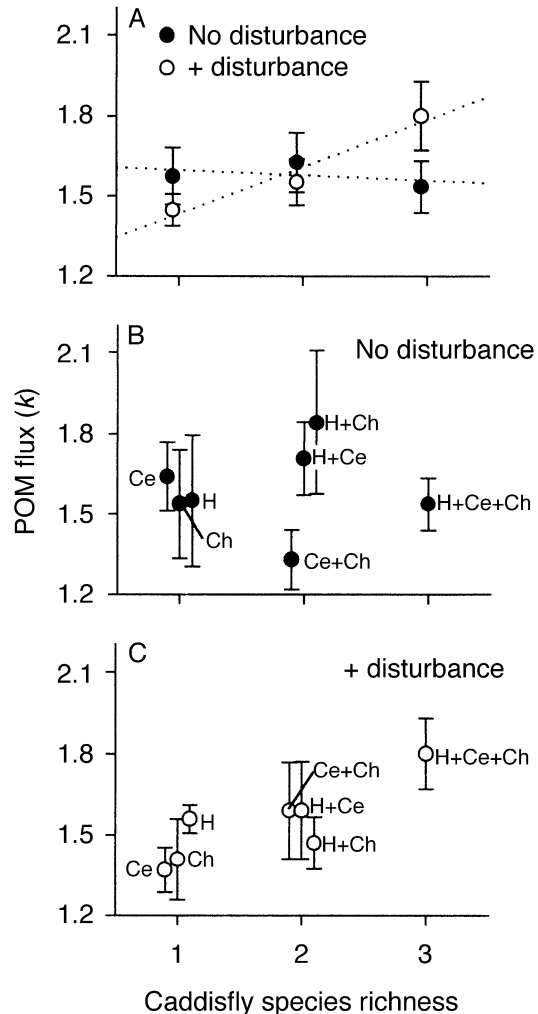 A
No disturbance
+ disturbance
2.1
1.8
1.5
1.2
B
No disturbance
2.1
1.8
1.5
1.2
Ce
Ch
H
H+Ch
H+Ce
Ce+Ch
H+Ce+Ch
POM flux (k)
C
+ disturbance
2.1
1.8
1.5
1.2
Ce
Ch
H
Ce+Ch
H+Ce
H+Ch
H+Ce+Ch
1 2 3
Caddisfly species richness